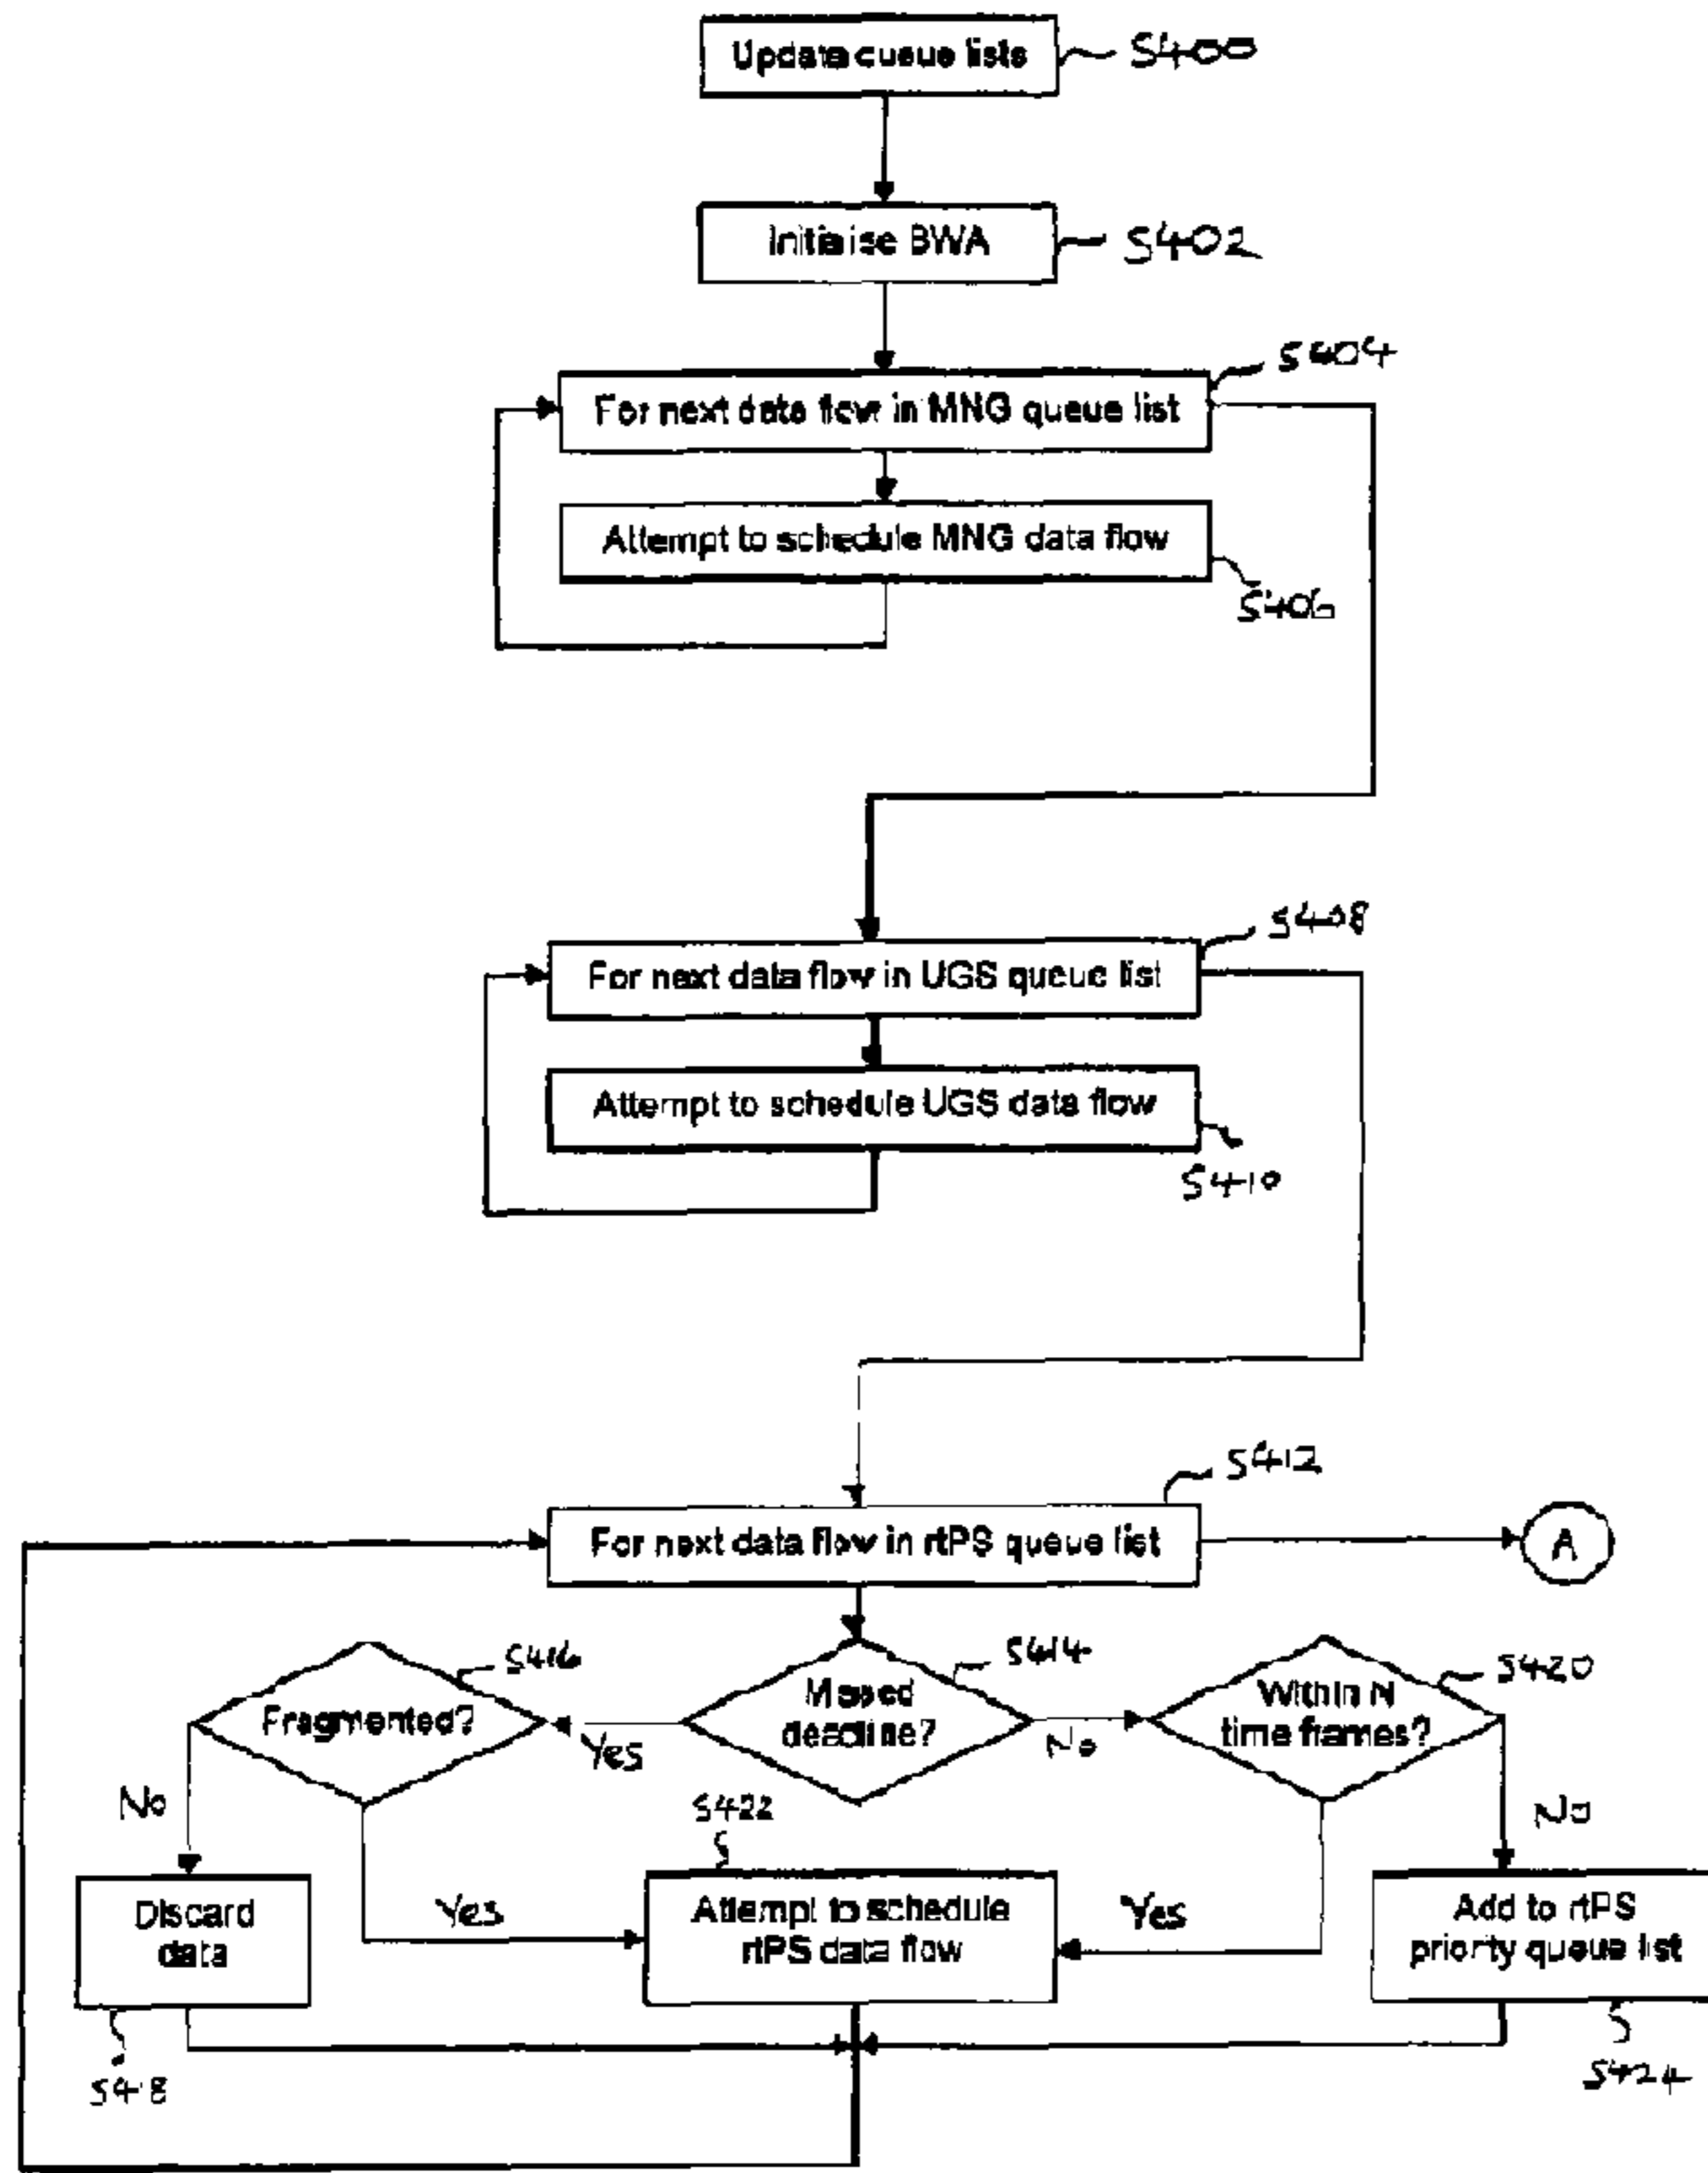 Update queue lists
S400
Initialise BWA
S402
S404
For next data flow in MNG queue list
Attempt to schedule MNG data flow
S406
S408
For next data flow in UGS queue list
Attempt to schedule UGS data flow
S410
S412
For next data flow in rtPS queue list
A
S416
S414
S420
Fragmented?
Missed
deadline?
Within N
time frames?
Yes
No
No
S422
No
Discard
data
Yes
Attempt to schedule
rtPS data flow
Yes
Add to rtPS
priority queue list
S418
S424